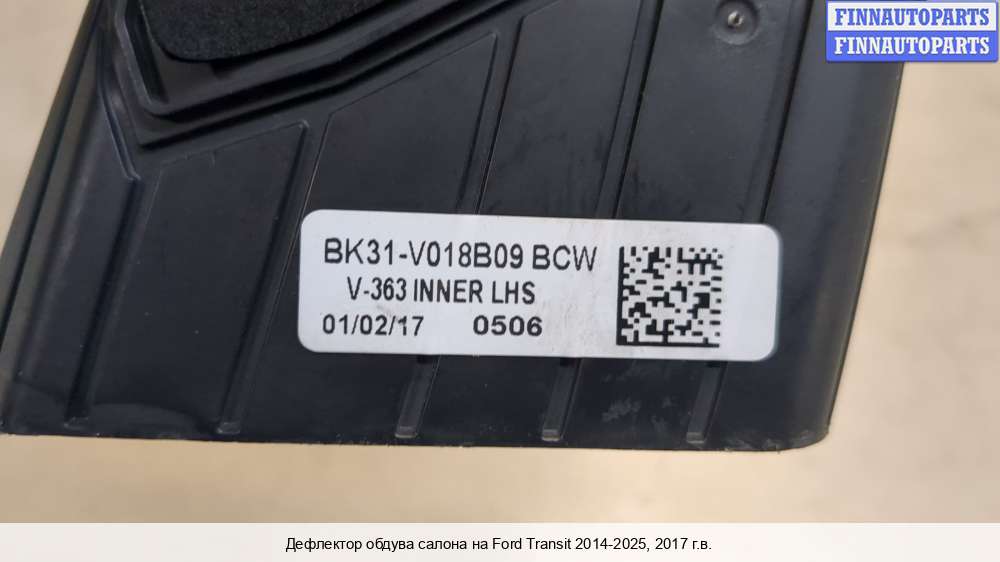 FINNAUTOPARTS
FINNAUTOPARTS
BK31-V018B09 BCW
V-363 INNER LHS
01/02/17 0506
Дефлектор обдува салона на Ford Transit 2014-2025, 2017 г.в.